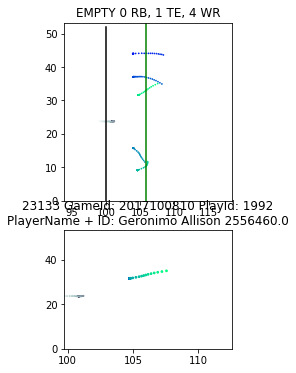 EMPTY 0 RB, 1 TE, 4 WR
50
40
30
20
10
0
95 100 105 110 115
23133 GameId: 2017100810 PlayId: 1992
PlayerName + ID: Geronimo Allison 2556460.0
40
20
0
100 105 110